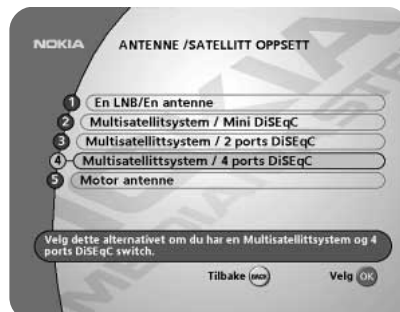 NOKIA
ANTENNE /SATELLITT OPPSETT
1 En LNB/En antenne
2 Multisatellitsystem / Mini DiSEqC
3 Multisatellittsystem / 2 ports DiSEqC
4 Multisatellittsystem / 4 ports DiSEqC
5 Motor antenne
Velg dette alternativet om du har en Multisatellittsystem og 4
ports DiSEqC switch.
Tilbake BACK Velg OK